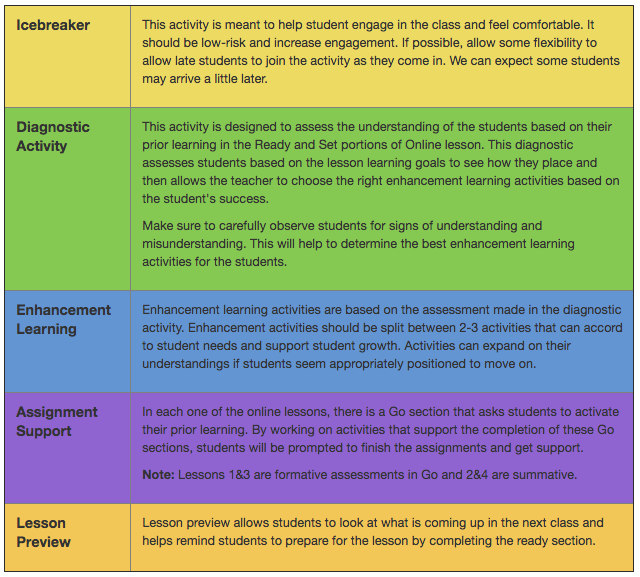 Icebreaker
This activity is meant to help student engage in the class and feel comfortable. It
should be low-risk and increase engagement. If possible, allow some flexibility to
allow late students to join the activity as they come in. We can expect some students
may arrive a little later.
Diagnostic
Activity
This activity is designed to assess the understanding of the students based on their
prior learning in the Ready and Set portions of Online lesson. This diagnostic
assesses students based on the lesson learning goals to see how they place and
then allows the teacher to choose the right enhancement learning activities based on
the student's success.
Make sure to carefully observe students for signs of understanding and
misunderstanding. This will help to determine the best enhancement learning
activities for the students.
Enhancement
Learning
Enhancement learning activities are based on the assessment made in the diagnostic
activity. Enhancement activities should be split between 2-3 activities that can accord
to student needs and support student growth. Activities can expand on their
understandings if students seem appropriately positioned to move on.
Assignment
Support
In each one of the online lessons, there is a Go section that asks students to activate
their prior learning. By working on activities that support the completion of these Go
sections, students will be prompted to finish the assignments and get support.
Note: Lessons 1&3 are formative assessments in Go and 2&4 are summative.
Lesson
Preview
Lesson preview allows students to look at what is coming up in the next class and
helps remind students to prepare for the lesson by completing the ready section.